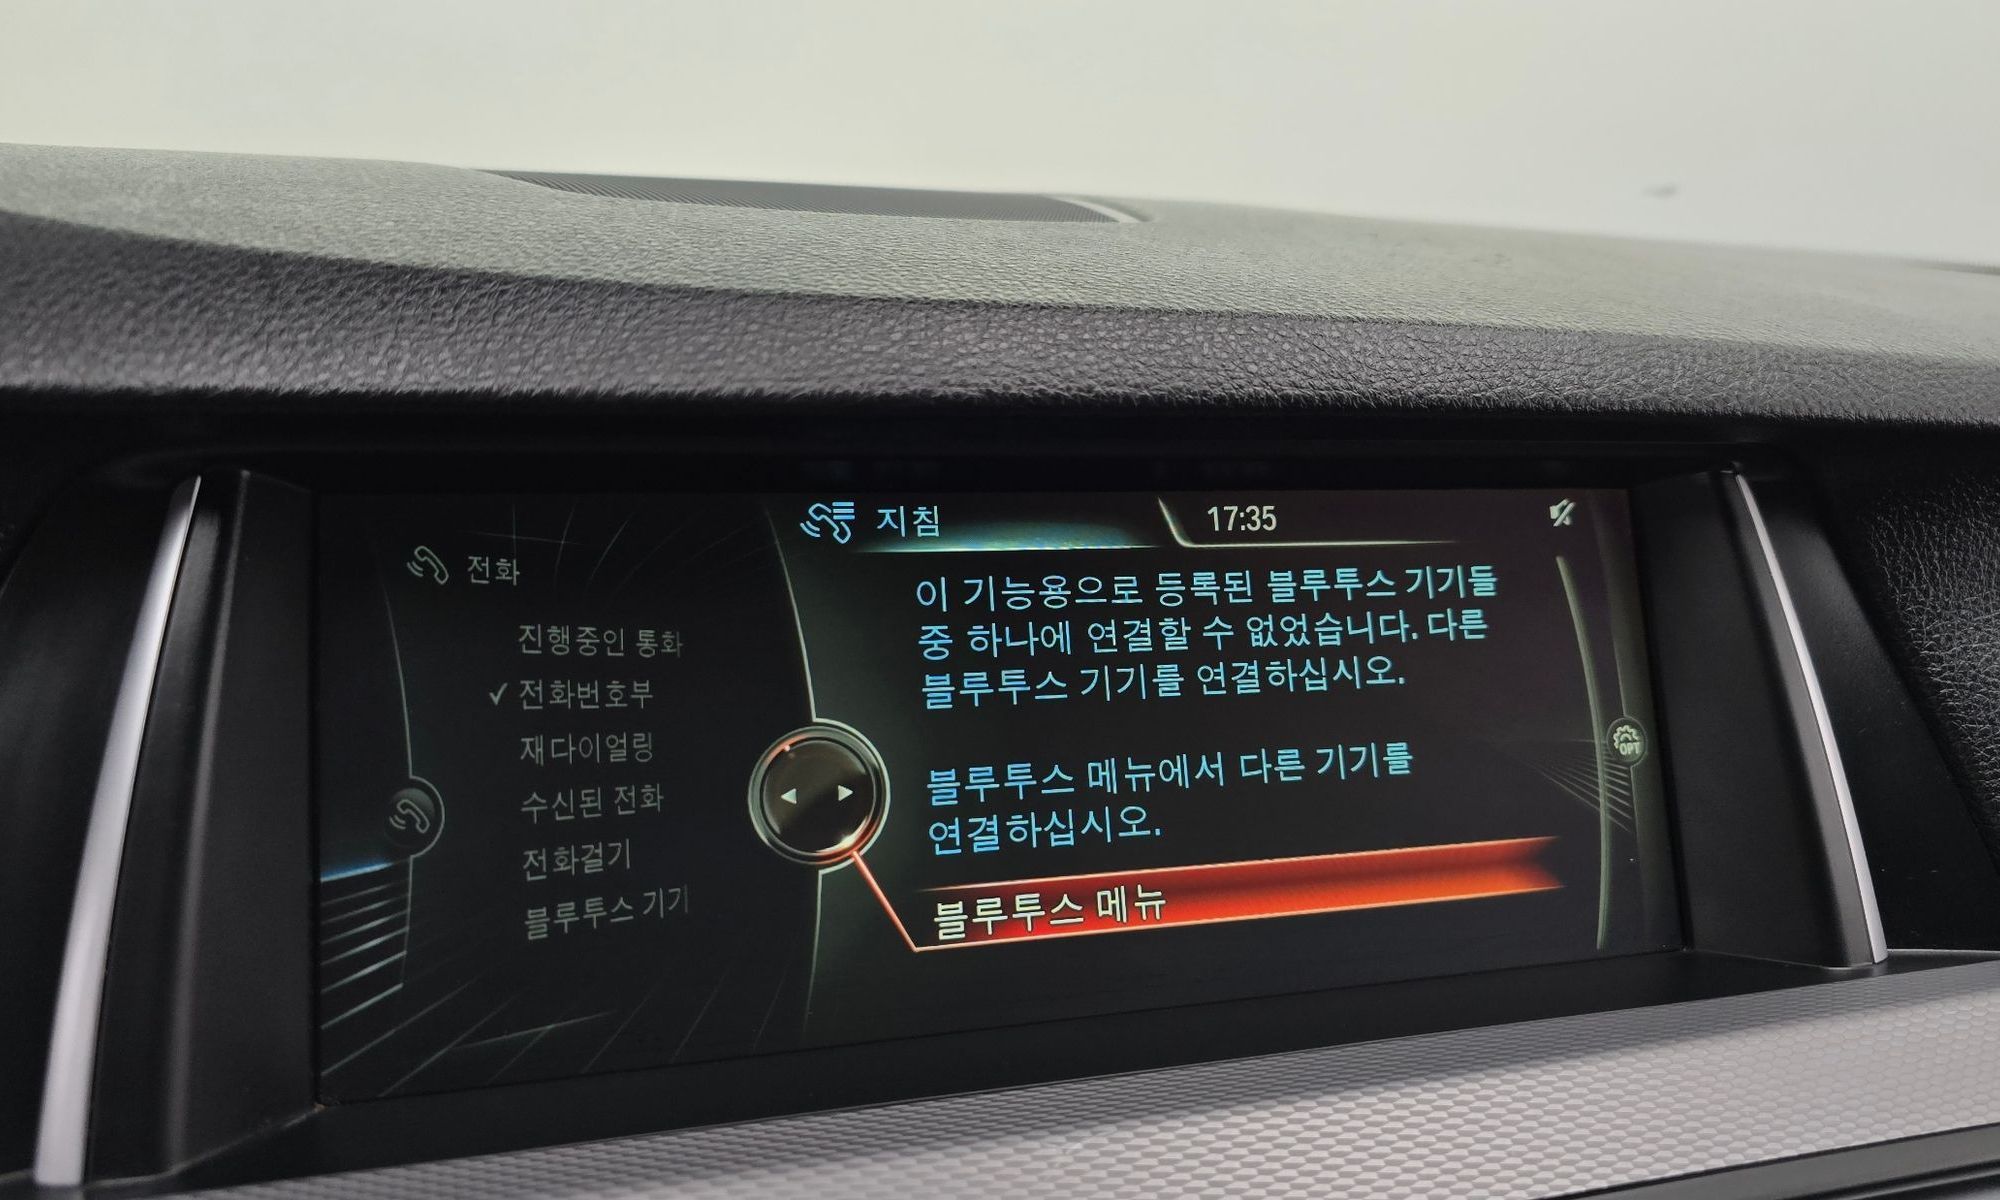 전화
진행중인 통화
✓ 전화번호부
재다이얼링
수신된 전화
전화걸기
블루투스 기기
지침
17:35
이 기능용으로 등록된 블루투스 기기들
중 하나에 연결할 수 없었습니다. 다른
블루투스 기기를 연결하십시오.
블루투스 메뉴에서 다른 기기를
연결하십시오.
블루투스 메뉴
OPT